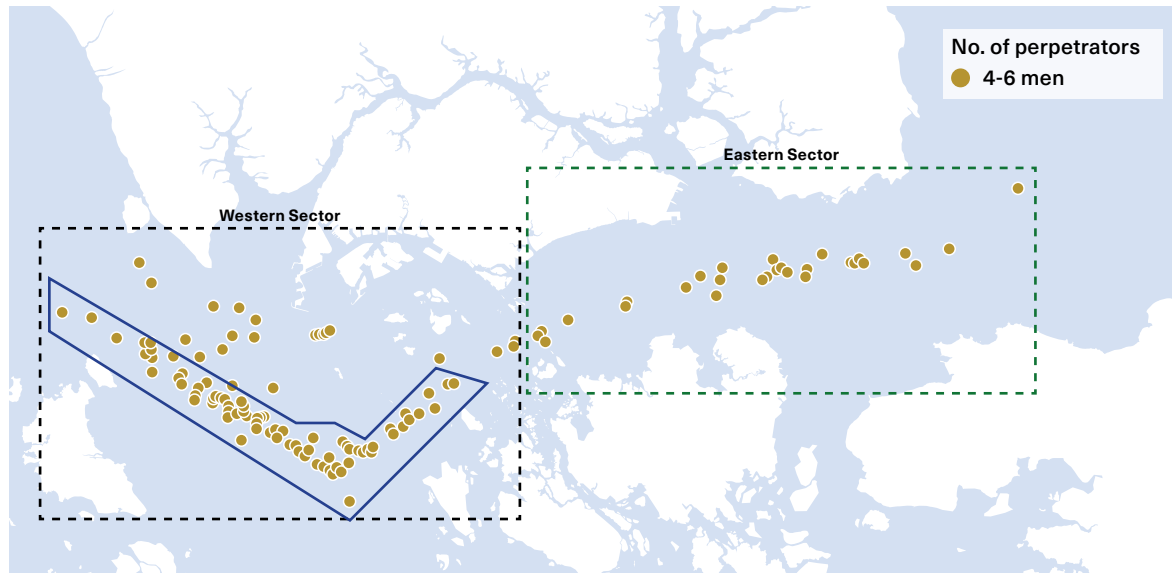 No. of perpetrators
4-6 men
Eastern Sector
Western Sector